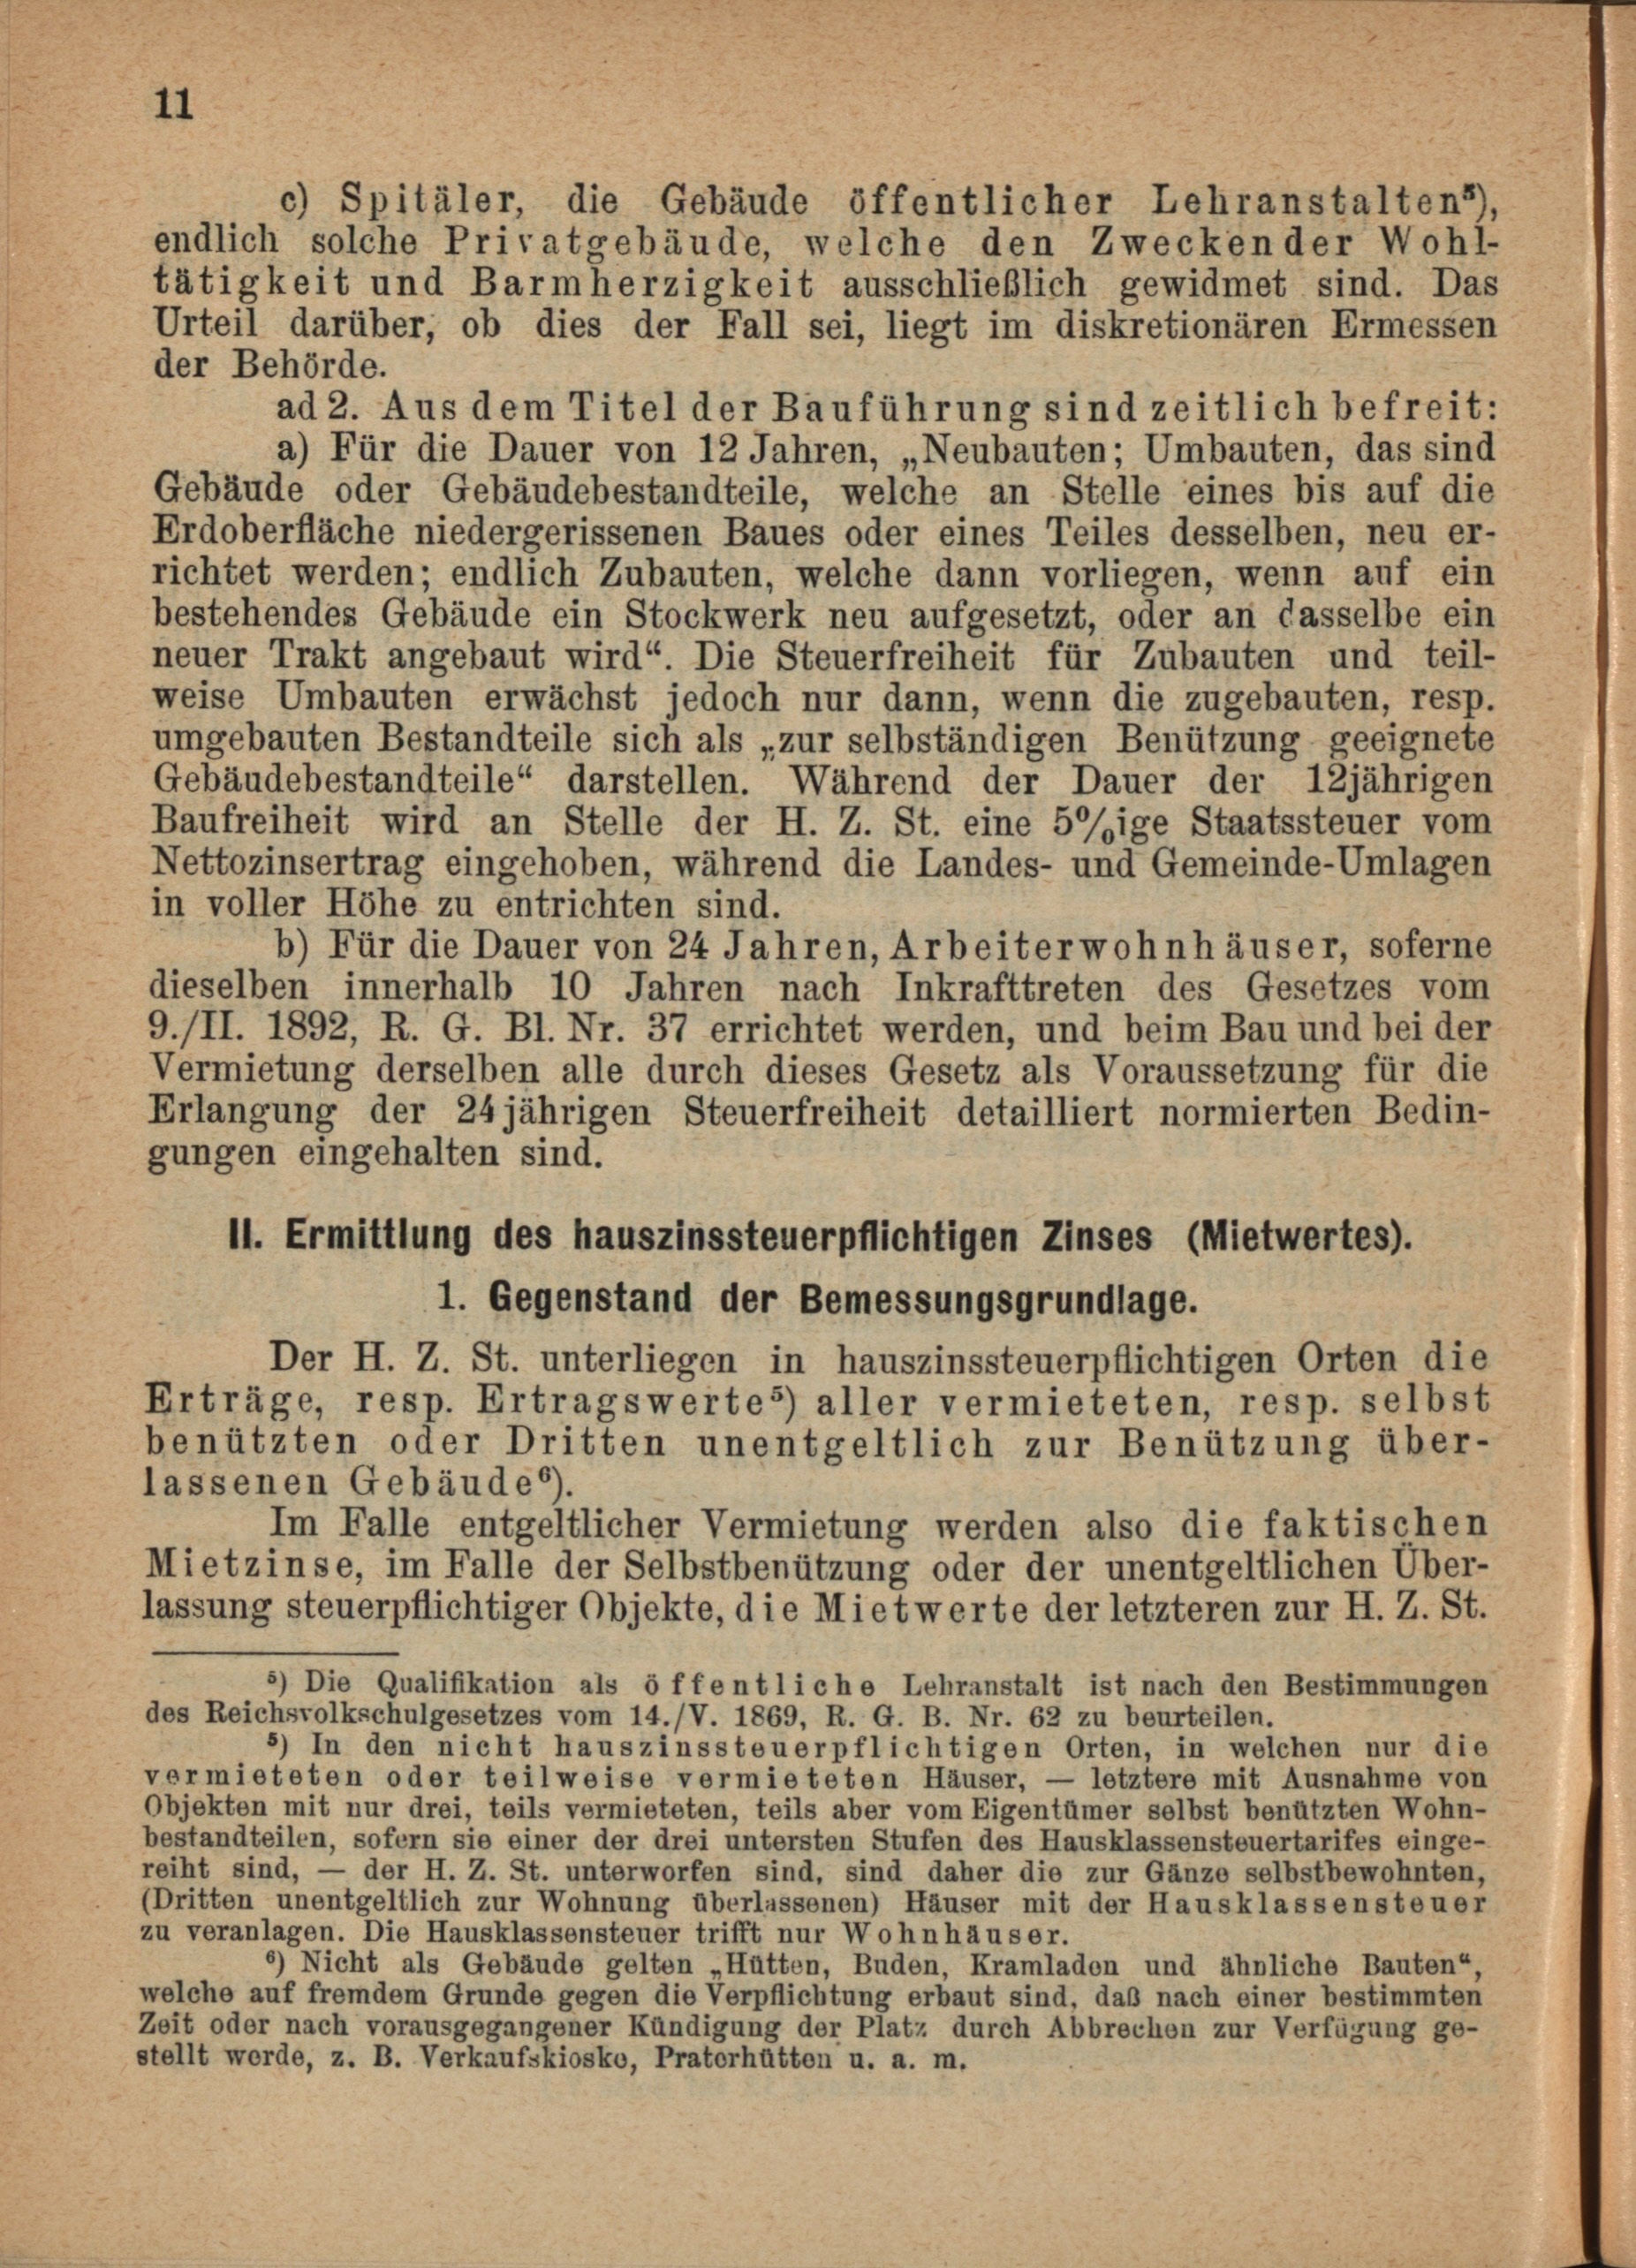 11
c) Spitäler, die Gebäude öffentlicher Lehranstalten⁵),
endlich solche Privatgebäude, welche den Zwecken der Wohl-
tätigkeit und Barmherzigkeit ausschließlich gewidmet sind. Das
Urteil darüber, ob dies der Fall sei, liegt im diskretionären Ermessen
der Behörde.
ad 2. Aus dem Titel der Bauführung sind zeitlich befreit:
a) Für die Dauer von 12 Jahren, „Neubauten; Umbauten, das sind
Gebäude oder Gebäudebestandteile, welche an Stelle eines bis auf die
Erdoberfläche niedergerissenen Baues oder eines Teiles desselben, neu er-
richtet werden; endlich Zubauten, welche dann vorliegen, wenn auf ein
bestehendes Gebäude ein Stockwerk neu aufgesetzt, oder an dasselbe ein
neuer Trakt angebaut wird“. Die Steuerfreiheit für Zubauten und teil-
weise Umbauten erwächst jedoch nur dann, wenn die zugebauten, resp.
umgebauten Bestandteile sich als „zur selbständigen Benützung geeignete
Gebäudebestandteile“ darstellen. Während der Dauer der 12jährigen
Baufreiheit wird an Stelle der H. Z. St. eine 5%ige Staatssteuer vom
Nettozinsertrag eingehoben, während die Landes- und Gemeinde-Umlagen
in voller Höhe zu entrichten sind.
b) Für die Dauer von 24 Jahren, Arbeiterwohnhäuser, soferne
dieselben innerhalb 10 Jahren nach Inkrafttreten des Gesetzes vom
9./II. 1892, R. G. Bl. Nr. 37 errichtet werden, und beim Bau und bei der
Vermietung derselben alle durch dieses Gesetz als Voraussetzung für die
Erlangung der 24jährigen Steuerfreiheit detailliert normierten Bedin-
gungen eingehalten sind.
II. Ermittlung des hauszinssteuerpflichtigen Zinses (Mietwertes).
1. Gegenstand der Bemessungsgrundlage.
Der H. Z. St. unterliegen in hauszinssteuerpflichtigen Orten die
Erträge, resp. Ertragswerte⁵) aller vermieteten, resp. selbst
benützten oder Dritten unentgeltlich zur Benützung über-
lassenen Gebäude⁶).
Im Falle entgeltlicher Vermietung werden also die faktischen
Mietzinse, im Falle der Selbstbenützung oder der unentgeltlichen Über-
lassung steuerpflichtiger Objekte, die Mietwerte der letzteren zur H. Z. St.
⁵) Die Qualifikation als öffentliche Lehranstalt ist nach den Bestimmungen
des Reichsvolkschulgesetzes vom 14./V. 1869, R. G. B. Nr. 62 zu beurteilen.
⁵) In den nicht hauszinssteuerpflichtigen Orten, in welchen nur die
vermieteten oder teilweise vermieteten Häuser, — letztere mit Ausnahme von
Objekten mit nur drei, teils vermieteten, teils aber vom Eigentümer selbst benützten Wohn-
bestandteilen, sofern sie einer der drei untersten Stufen des Hausklassensteuertarifes einge-
reiht sind, — der H. Z. St. unterworfen sind, sind daher die zur Gänze selbstbewohnten,
(Dritten unentgeltlich zur Wohnung überlassenen) Häuser mit der Hausklassensteuer
zu veranlagen. Die Hausklassensteuer trifft nur Wohnhäuser.
⁶) Nicht als Gebäude gelten „Hütten, Buden, Kramladen und ähnliche Bauten“,
welche auf fremdem Grunde gegen die Verpflichtung erbaut sind, daß nach einer bestimmten
Zeit oder nach vorausgegangener Kündigung der Platz durch Abbrechen zur Verfügung ge-
stellt werde, z. B. Verkaufskioske, Praterhütten u. a. m.